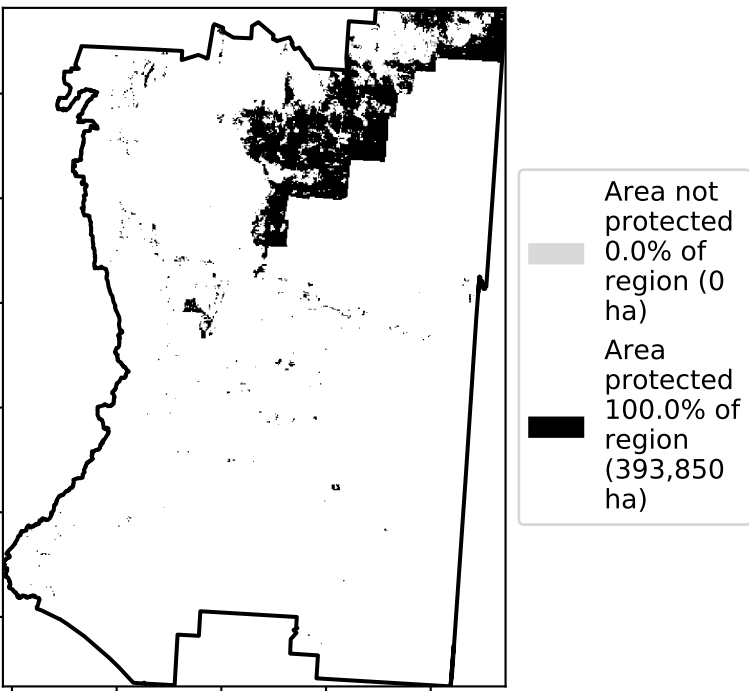 Area not
protected
0.0% of
region (0
ha)
Area
protected
100.0% of
region
(393,850
ha)